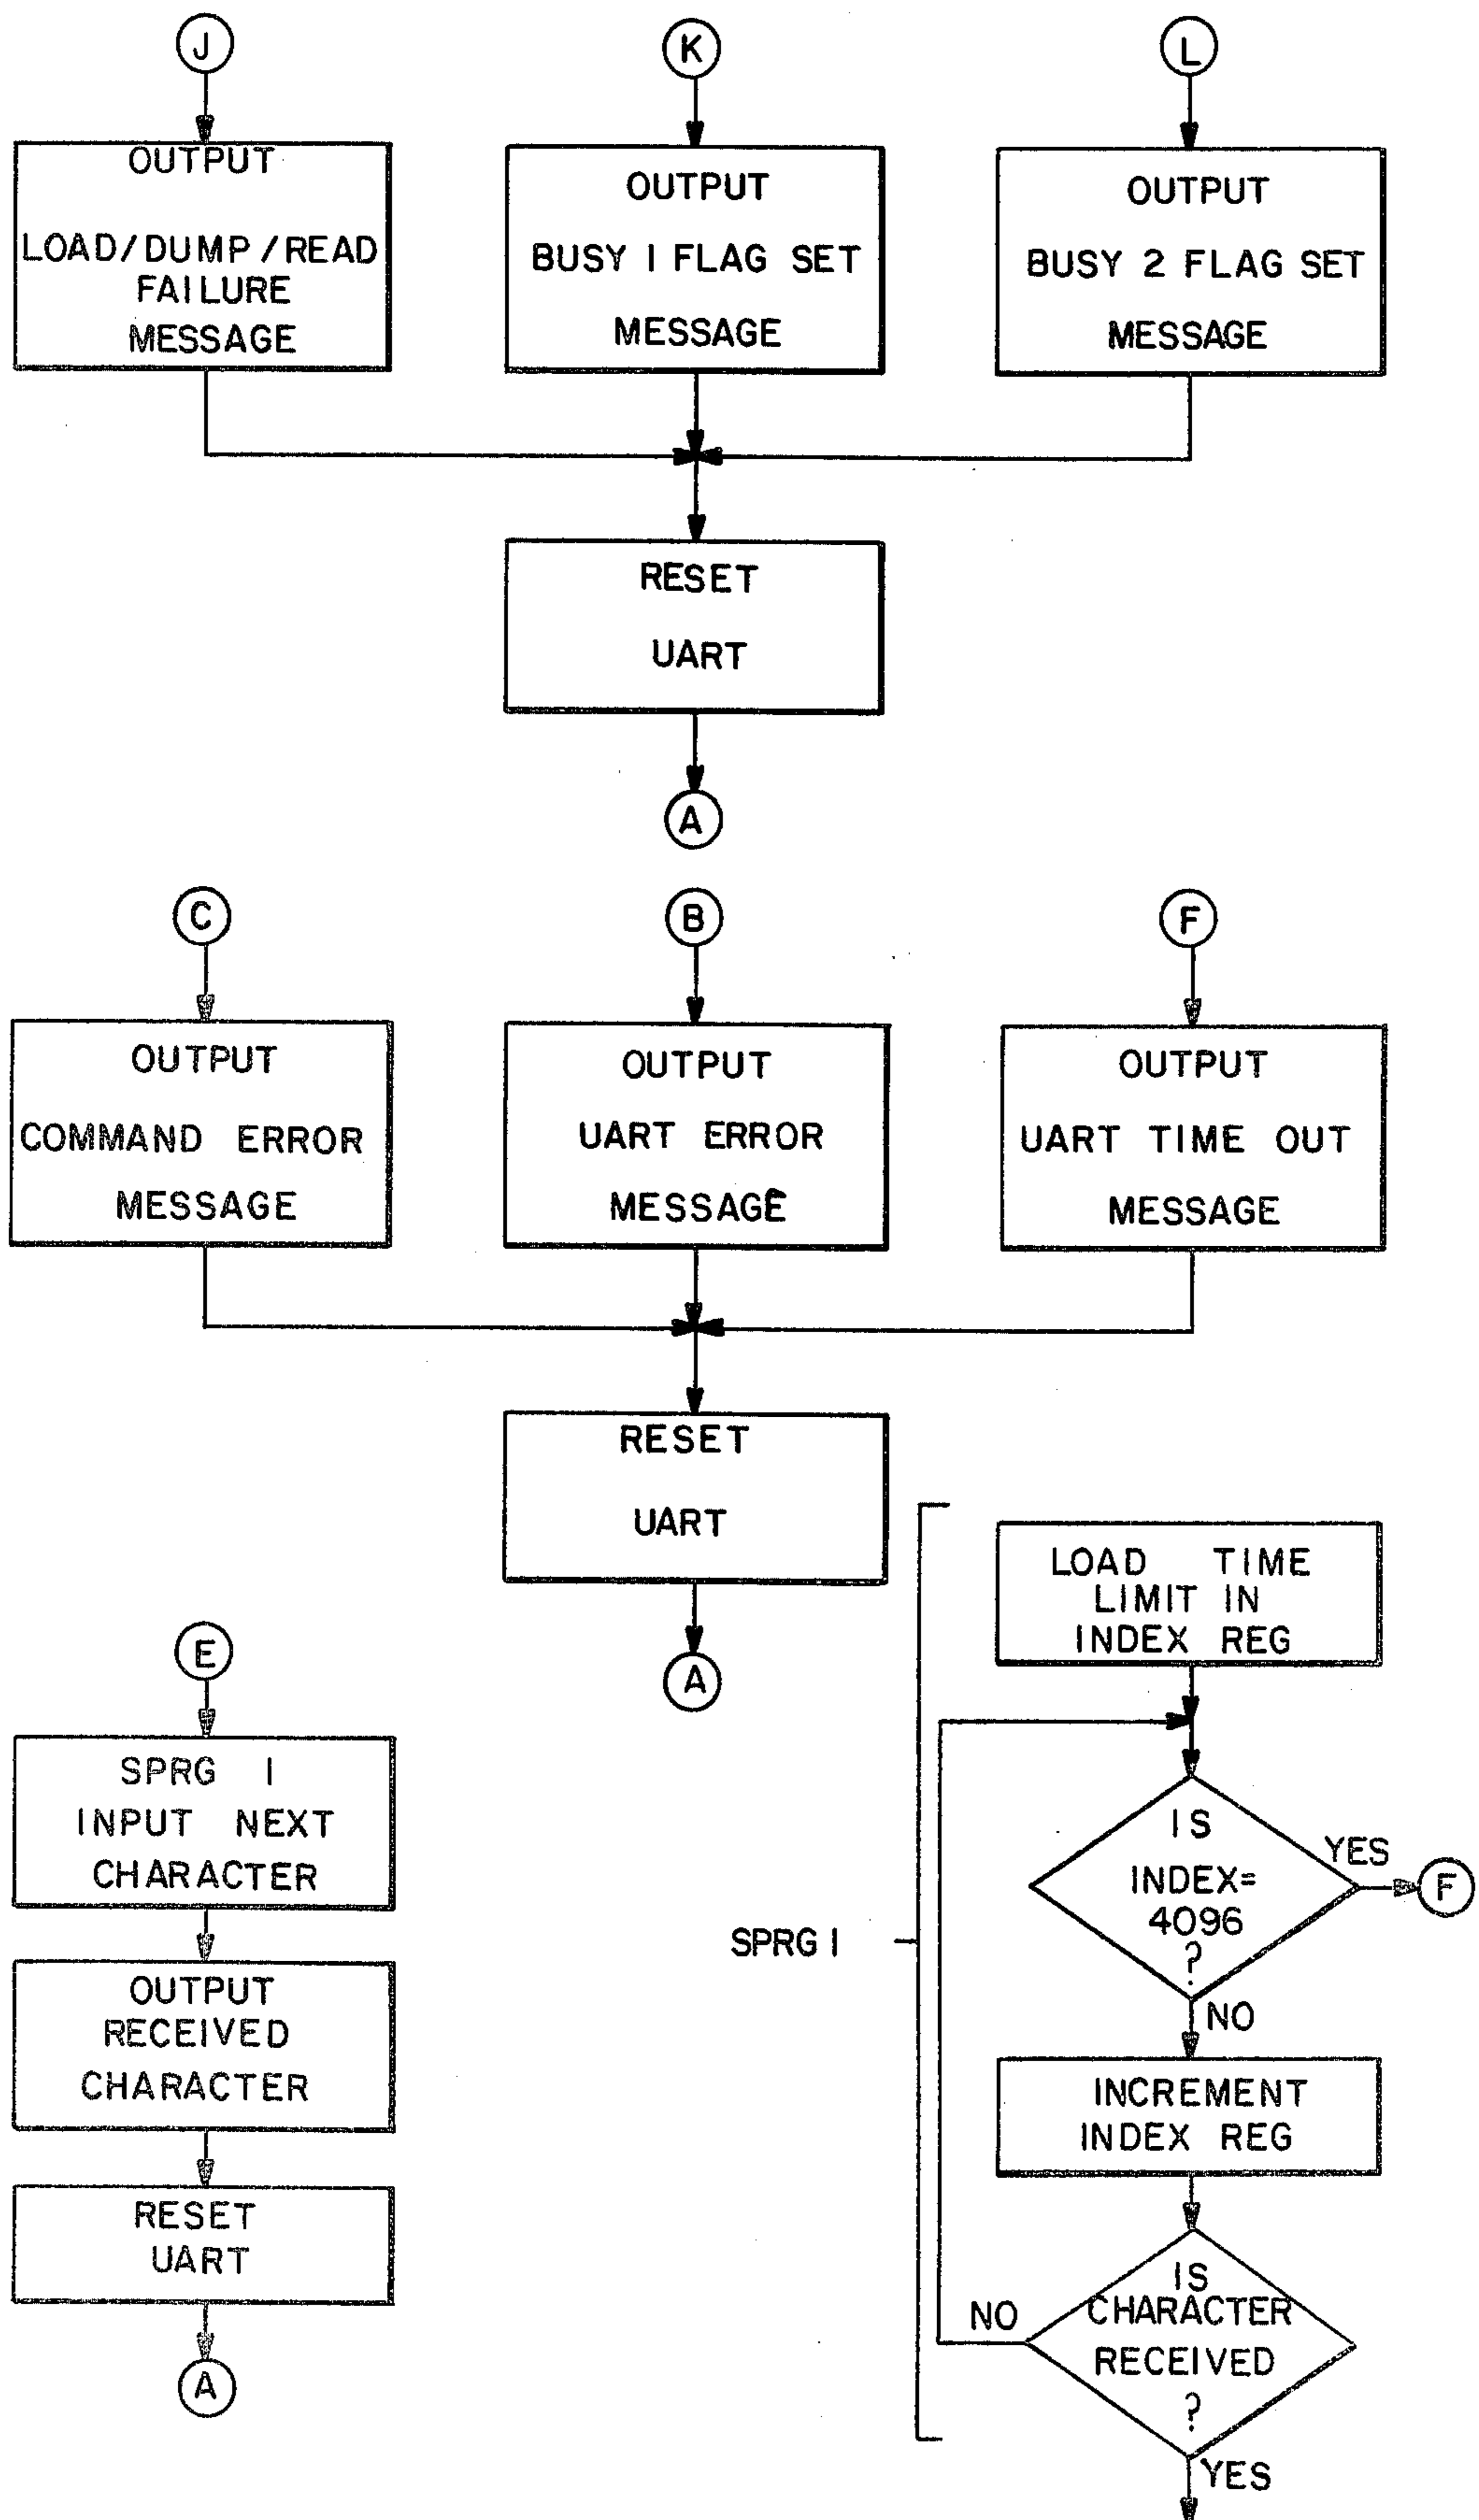 J
K
L
OUTPUT
LOAD/DUMP/READ
FAILURE
MESSAGE
OUTPUT
BUSY 1 FLAG SET
MESSAGE
OUTPUT
BUSY 2 FLAG SET
MESSAGE
RESET
UART
A
C
B
F
OUTPUT
COMMAND ERROR
MESSAGE
OUTPUT
UART ERROR
MESSAGE
OUTPUT
UART TIME OUT
MESSAGE
RESET
UART
A
E
SPRG 1
INPUT NEXT
CHARACTER
OUTPUT
RECEIVED
CHARACTER
RESET
UART
A
SPRG 1
LOAD TIME
LIMIT IN
INDEX REG
IS
INDEX=
4096
?
YES
F
NO
INCREMENT
INDEX REG
IS
CHARACTER
RECEIVED
?
NO
YES